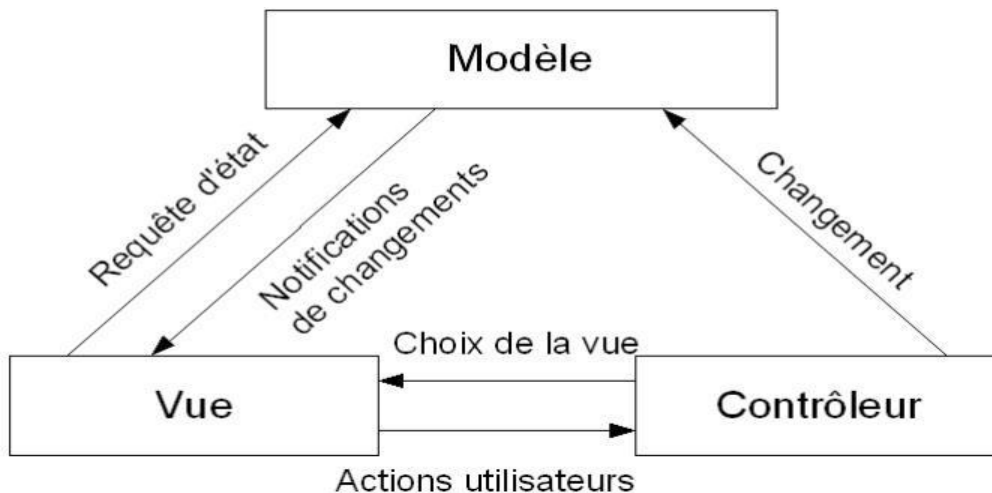 Modèle
Requête d'état
Notifications
de changements
Changement
Choix de la vue
Vue
Contrôleur
Actions utilisateurs